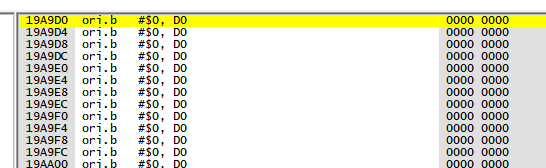 19A9D0 ori.b #$0, D0 0000 0000
19A9D4 ori.b #$0, D0 0000 0000
19A9D8 ori.b #$0, D0 0000 0000
19A9DC ori.b #$0, D0 0000 0000
19A9E0 ori.b #$0, D0 0000 0000
19A9E4 ori.b #$0, D0 0000 0000
19A9E8 ori.b #$0, D0 0000 0000
19A9EC ori.b #$0, D0 0000 0000
19A9F0 ori.b #$0, D0 0000 0000
19A9F4 ori.b #$0, D0 0000 0000
19A9F8 ori.b #$0, D0 0000 0000
19A9FC ori.b #$0, D0 0000 0000
19AA00 ori.b #$0, D0 0000 0000